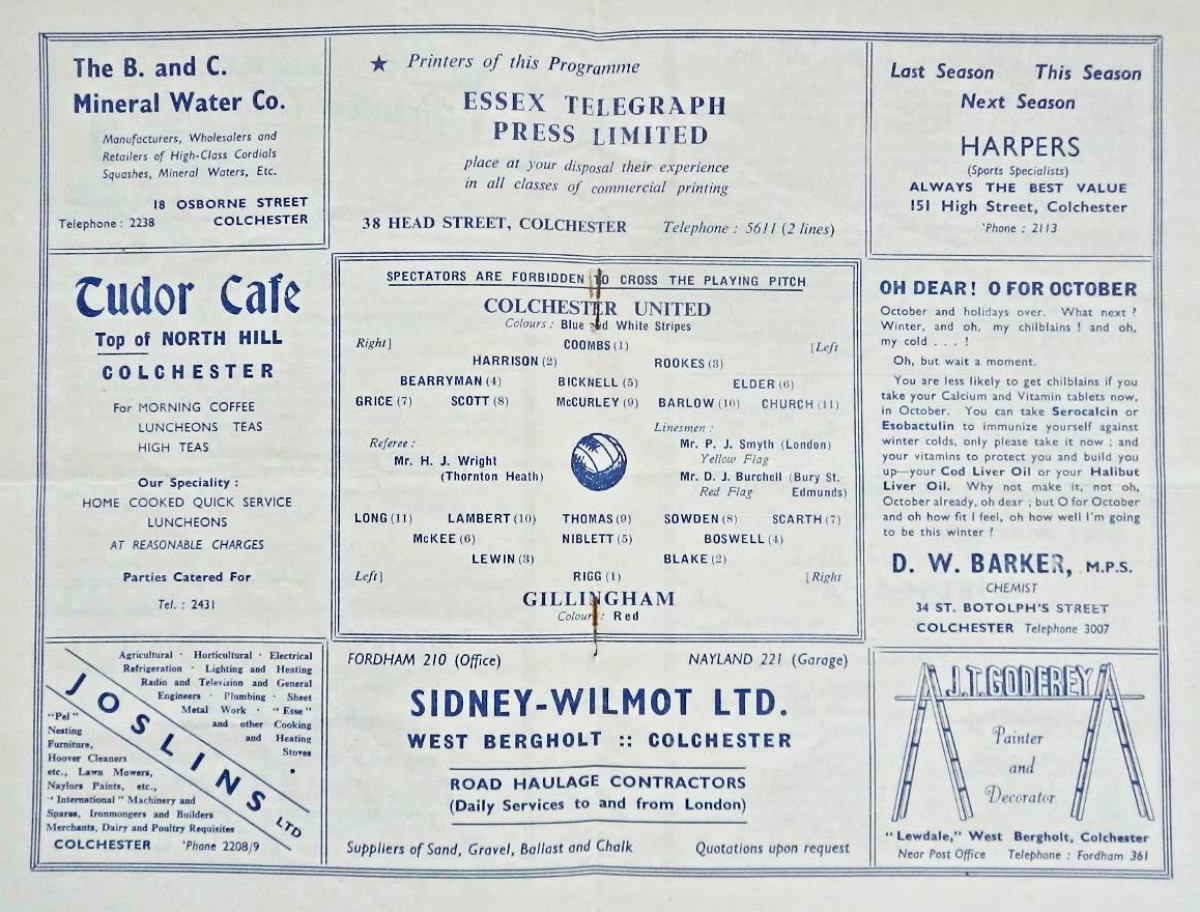 The B. and C.
Mineral Water Co.
Manufacturers, Wholesalers and
Retailers of High-Class Cordials
Squashes, Mineral Waters, Etc.
18 OSBORNE STREET
Telephone : 2238 COLCHESTER
★ Printers of this Programme
ESSEX TELEGRAPH
PRESS LIMITED
place at your disposal their experience
in all classes of commercial printing
38 HEAD STREET, COLCHESTER Telephone : 5611 (2 lines)
Last Season This Season
Next Season
HARPERS
(Sports Specialists)
ALWAYS THE BEST VALUE
151 High Street, Colchester
'Phone : 2113
Tudor Cafe
Top of NORTH HILL
COLCHESTER
For MORNING COFFEE
LUNCHEONS TEAS
HIGH TEAS
Our Speciality :
HOME COOKED QUICK SERVICE
LUNCHEONS
AT REASONABLE CHARGES
Parties Catered For
Tel. : 2431
SPECTATORS ARE FORBIDDEN TO CROSS THE PLAYING PITCH
COLCHESTER UNITED
Colours : Blue and White Stripes
Right] COOMBS (1) [Left
HARRISON (2) ROOKES (3)
BEARRYMAN (4) BICKNELL (5) ELDER (6)
GRICE (7) SCOTT (8) McCURLEY (9) BARLOW (10) CHURCH (11)
Referee :
Mr. H. J. Wright
(Thornton Heath)
Linesmen :
Mr. P. J. Smyth (London)
Yellow Flag
Mr. D. J. Burchell (Bury St.
Red Flag Edmunds)
LONG (11) LAMBERT (10) THOMAS (9) SOWDEN (8) SCARTH (7)
McKEE (6) NIBLETT (5) BOSWELL (4)
LEWIN (3) BLAKE (2)
Left] RIGG (1) [Right
GILLINGHAM
Colour : Red
OH DEAR! O FOR OCTOBER
October and holidays over. What next ?
Winter, and oh, my chilblains ! and oh,
my cold . . . !
Oh, but wait a moment.
You are less likely to get chilblains if you
take your Calcium and Vitamin tablets now,
in October. You can take Serocalcin or
Esobactulin to immunize yourself against
winter colds, only please take it now ; and
your vitamins to protect you and build you
up—your Cod Liver Oil or your Halibut
Liver Oil. Why not make it, not oh,
October already, oh dear ; but O for October
and oh how fit I feel, oh how well I'm going
to be this winter !
D. W. BARKER, M.P.S.
CHEMIST
34 ST. BOTOLPH'S STREET
COLCHESTER Telephone 3007
Agricultural · Horticultural · Electrical
Refrigeration · Lighting and Heating
Radio and Television and General
Engineers · Plumbing · Sheet
Metal Work · "Esse"
and other Cooking
and Heating
Stoves
JOSLINS LTD
"Pel"
Nesting
Furniture,
Hoover Cleaners
etc., Lawn Mowers,
Naylors Paints, etc.,
"International" Machinery and
Spares, Ironmongers and Builders
Merchants, Dairy and Poultry Requisites
COLCHESTER 'Phone 2208/9
FORDHAM 210 (Office) NAYLAND 221 (Garage)
SIDNEY-WILMOT LTD.
WEST BERGHOLT :: COLCHESTER
ROAD HAULAGE CONTRACTORS
(Daily Services to and from London)
Suppliers of Sand, Gravel, Ballast and Chalk Quotations upon request
J.T. GODFREY
Painter
and
Decorator
"Lewdale," West Bergholt, Colchester
Near Post Office Telephone : Fordham 361